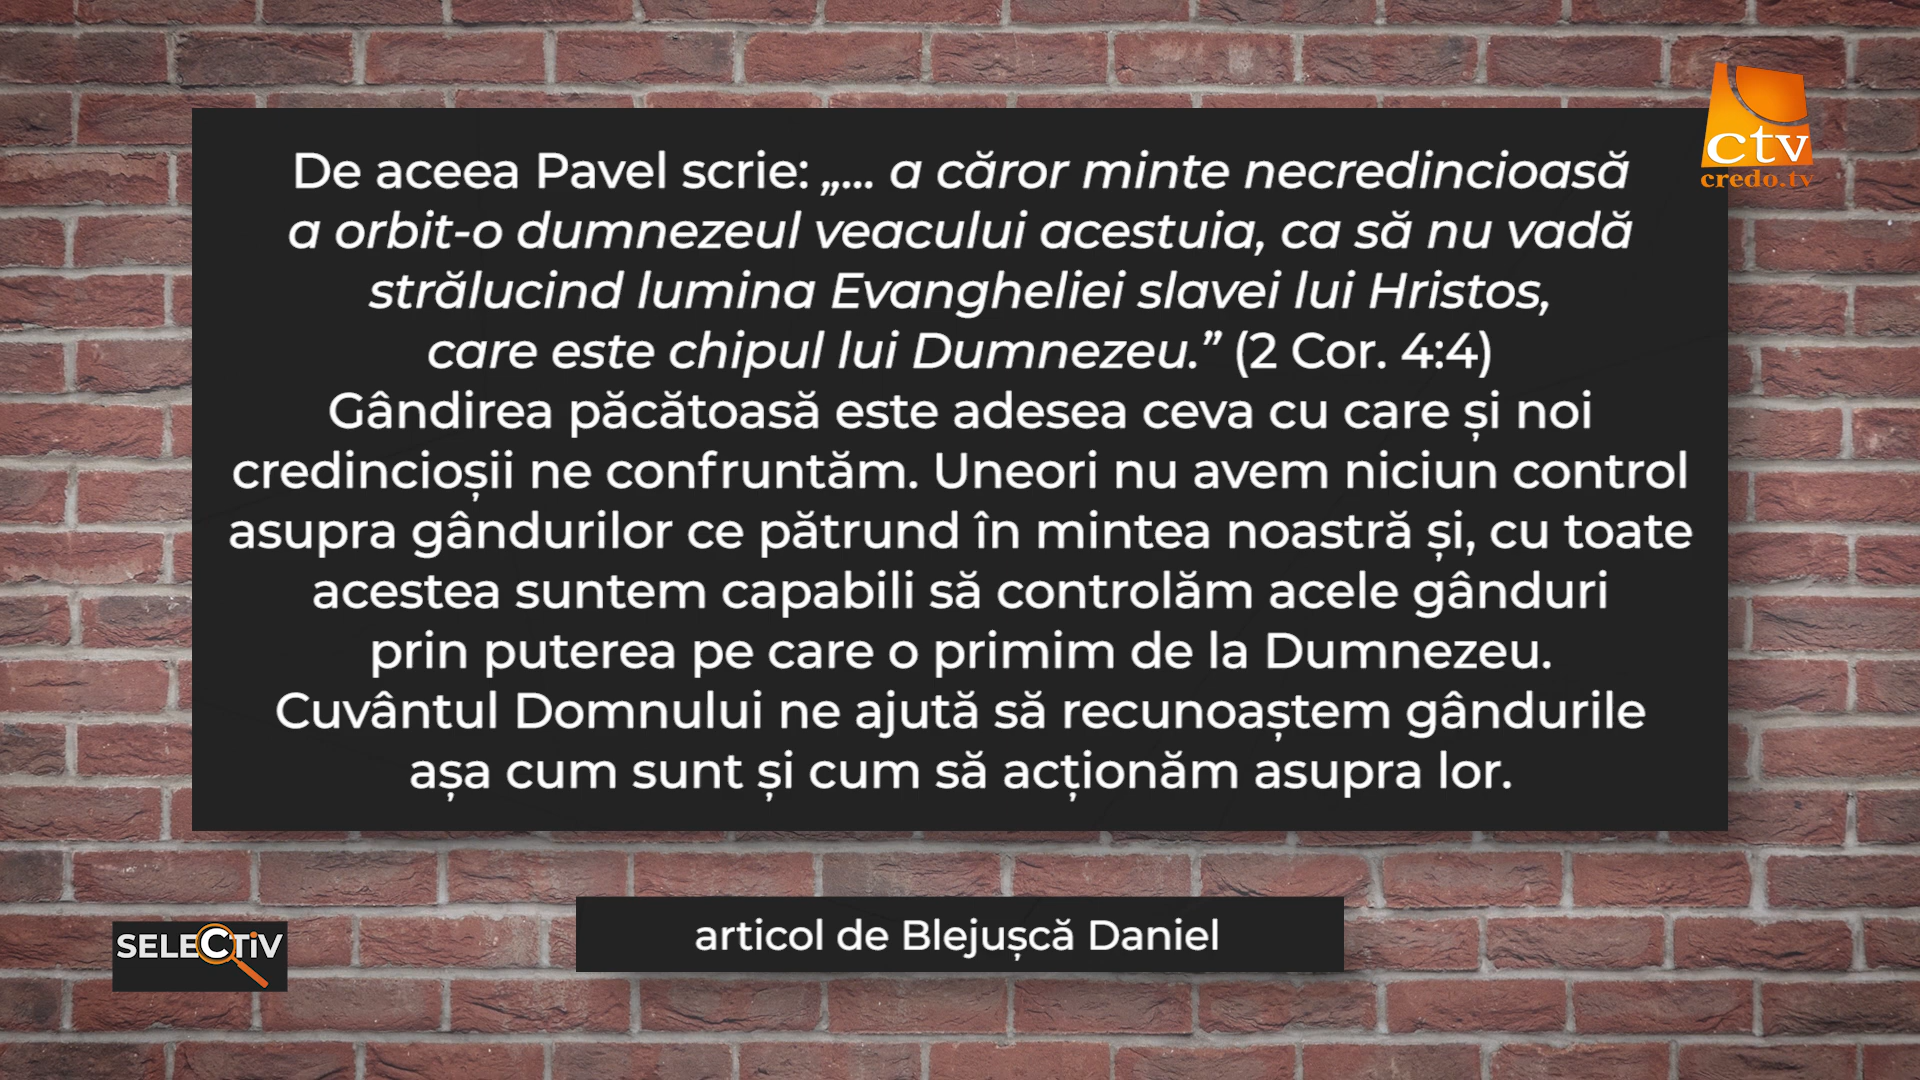 De aceea Pavel scrie: „... a căror minte necredincioasă
a orbit-o dumnezeul veacului acestuia, ca să nu vadă
strălucind lumina Evangheliei slavei lui Hristos,
care este chipul lui Dumnezeu.” (2 Cor. 4:4)
Gândirea păcătoasă este adesea ceva cu care și noi
credincioșii ne confruntăm. Uneori nu avem niciun control
asupra gândurilor ce pătrund în mintea noastră și, cu toate
acestea suntem capabili să controlăm acele gânduri
prin puterea pe care o primim de la Dumnezeu.
Cuvântul Domnului ne ajută să recunoaștem gândurile
așa cum sunt și cum să acționăm asupra lor.
articol de Blejușcă Daniel
SELECTiV
ctv
credo.tv